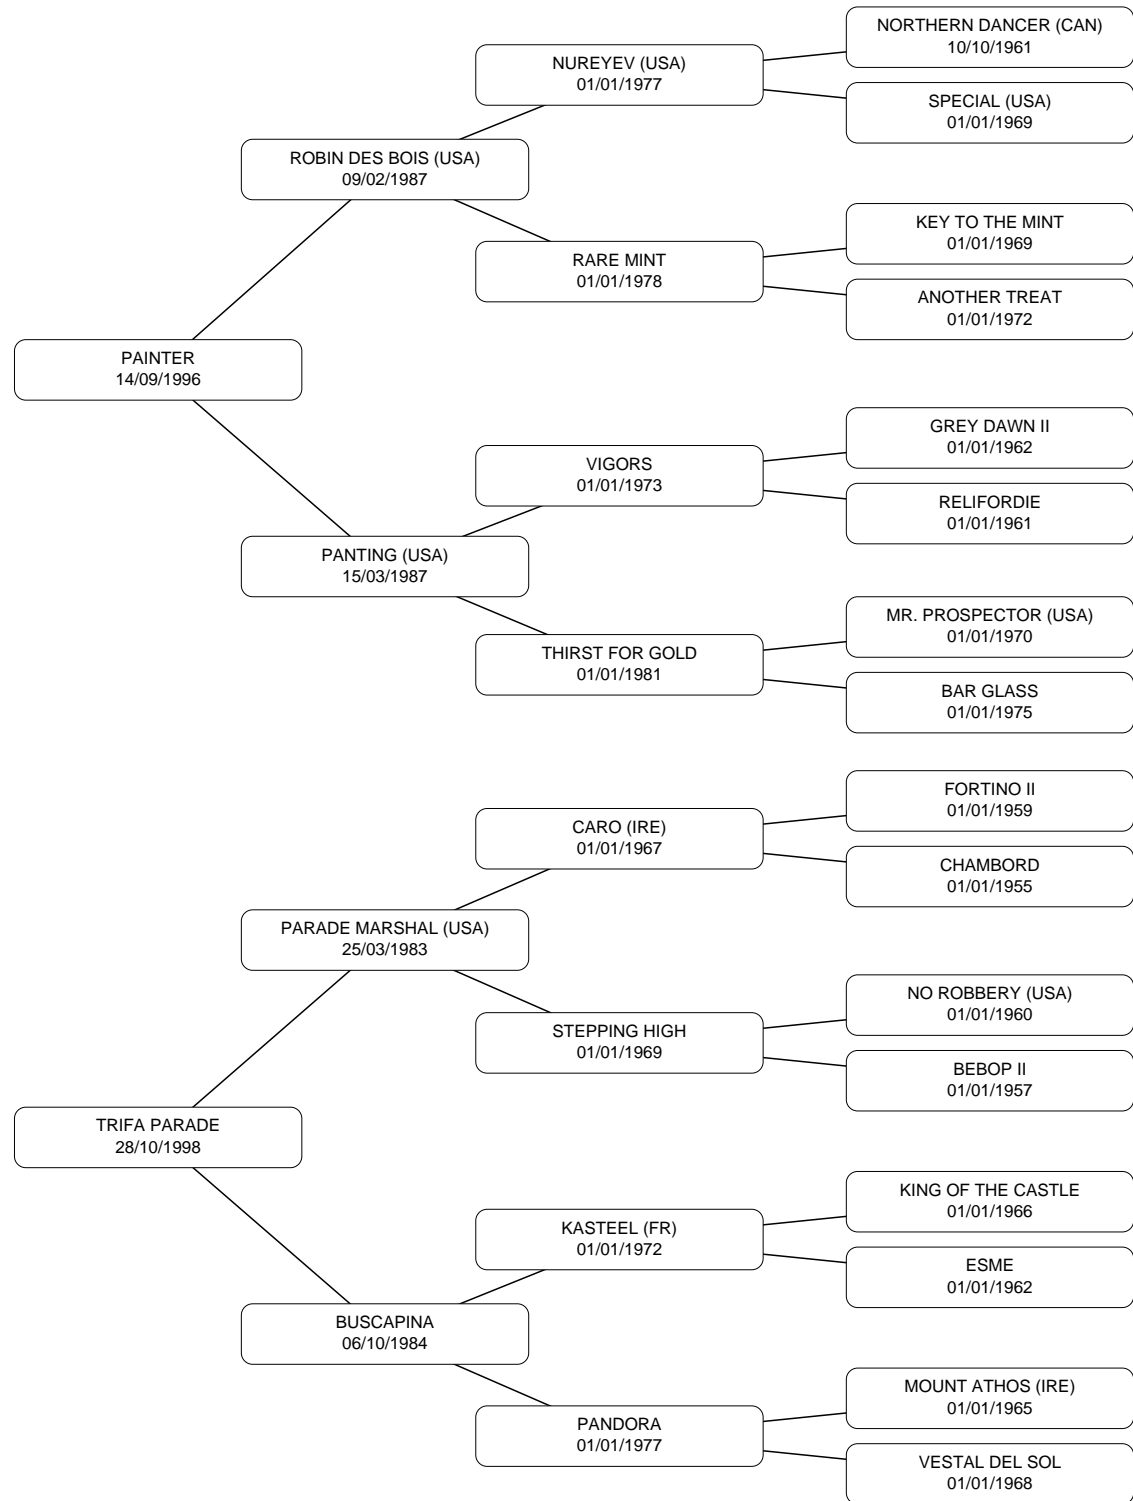 NORTHERN DANCER (CAN)
10/10/1961
NUREYEV (USA)
01/01/1977
SPECIAL (USA)
01/01/1969
ROBIN DES BOIS (USA)
09/02/1987
KEY TO THE MINT
01/01/1969
RARE MINT
01/01/1978
ANOTHER TREAT
01/01/1972
PAINTER
14/09/1996
GREY DAWN II
01/01/1962
VIGORS
01/01/1973
RELIFORDIE
01/01/1961
PANTING (USA)
15/03/1987
MR. PROSPECTOR (USA)
01/01/1970
THIRST FOR GOLD
01/01/1981
BAR GLASS
01/01/1975
FORTINO II
01/01/1959
CARO (IRE)
01/01/1967
CHAMBORD
01/01/1955
PARADE MARSHAL (USA)
25/03/1983
NO ROBBERY (USA)
01/01/1960
STEPPING HIGH
01/01/1969
BEBOP II
01/01/1957
TRIFA PARADE
28/10/1998
KING OF THE CASTLE
01/01/1966
KASTEEL (FR)
01/01/1972
ESME
01/01/1962
BUSCAPINA
06/10/1984
MOUNT ATHOS (IRE)
01/01/1965
PANDORA
01/01/1977
VESTAL DEL SOL
01/01/1968